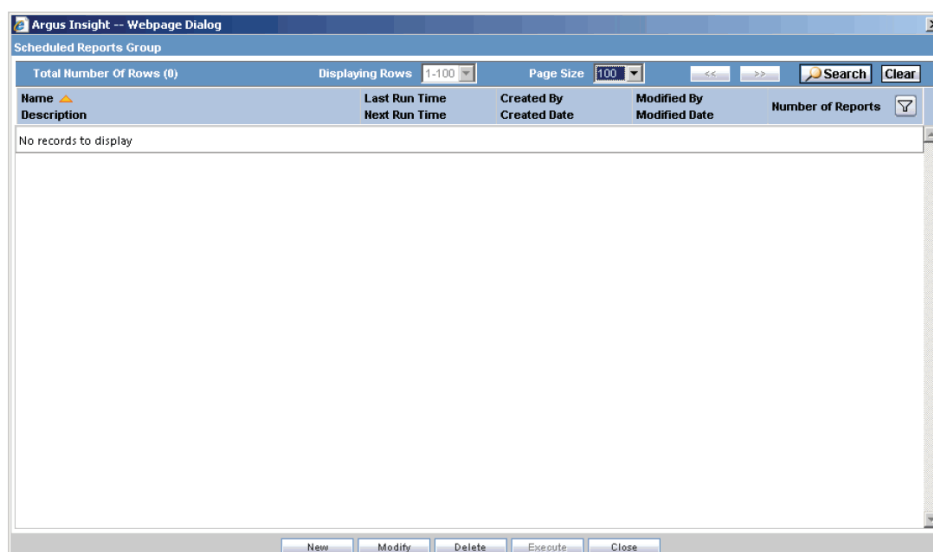 Argus Insight -- Webpage Dialog
Scheduled Reports Group
Total Number Of Rows (0) Displaying Rows 1-100 Page Size 100 << >> Search Clear
Name Last Run Time Created By Modified By Number of Reports
Description Next Run Time Created Date Modified Date
No records to display
New Modify Delete Execute Close